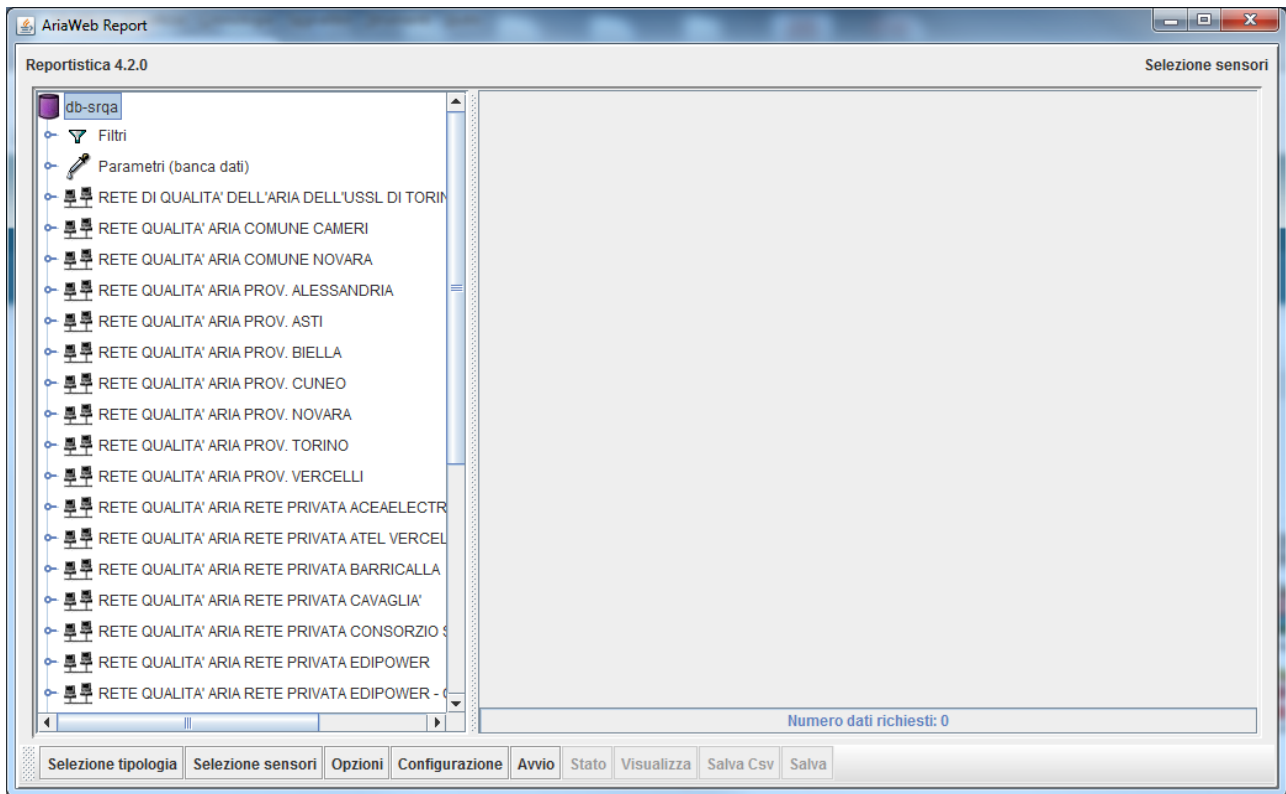 AriaWeb Report
Reportistica 4.2.0 Selezione sensori
db-srqa
Filtri
Parametri (banca dati)
RETE DI QUALITA' DELL'ARIA DELL'USSL DI TORIN
RETE QUALITA' ARIA COMUNE CAMERI
RETE QUALITA' ARIA COMUNE NOVARA
RETE QUALITA' ARIA PROV. ALESSANDRIA
RETE QUALITA' ARIA PROV. ASTI
RETE QUALITA' ARIA PROV. BIELLA
RETE QUALITA' ARIA PROV. CUNEO
RETE QUALITA' ARIA PROV. NOVARA
RETE QUALITA' ARIA PROV. TORINO
RETE QUALITA' ARIA PROV. VERCELLI
RETE QUALITA' ARIA RETE PRIVATA ACEAELECTR
RETE QUALITA' ARIA RETE PRIVATA ATEL VERCEL
RETE QUALITA' ARIA RETE PRIVATA BARRICALLA
RETE QUALITA' ARIA RETE PRIVATA CAVAGLIA'
RETE QUALITA' ARIA RETE PRIVATA CONSORZIO S
RETE QUALITA' ARIA RETE PRIVATA EDIPOWER
RETE QUALITA' ARIA RETE PRIVATA EDIPOWER -
Numero dati richiesti: 0
Selezione tipologia Selezione sensori Opzioni Configurazione Avvio Stato Visualizza Salva Csv Salva